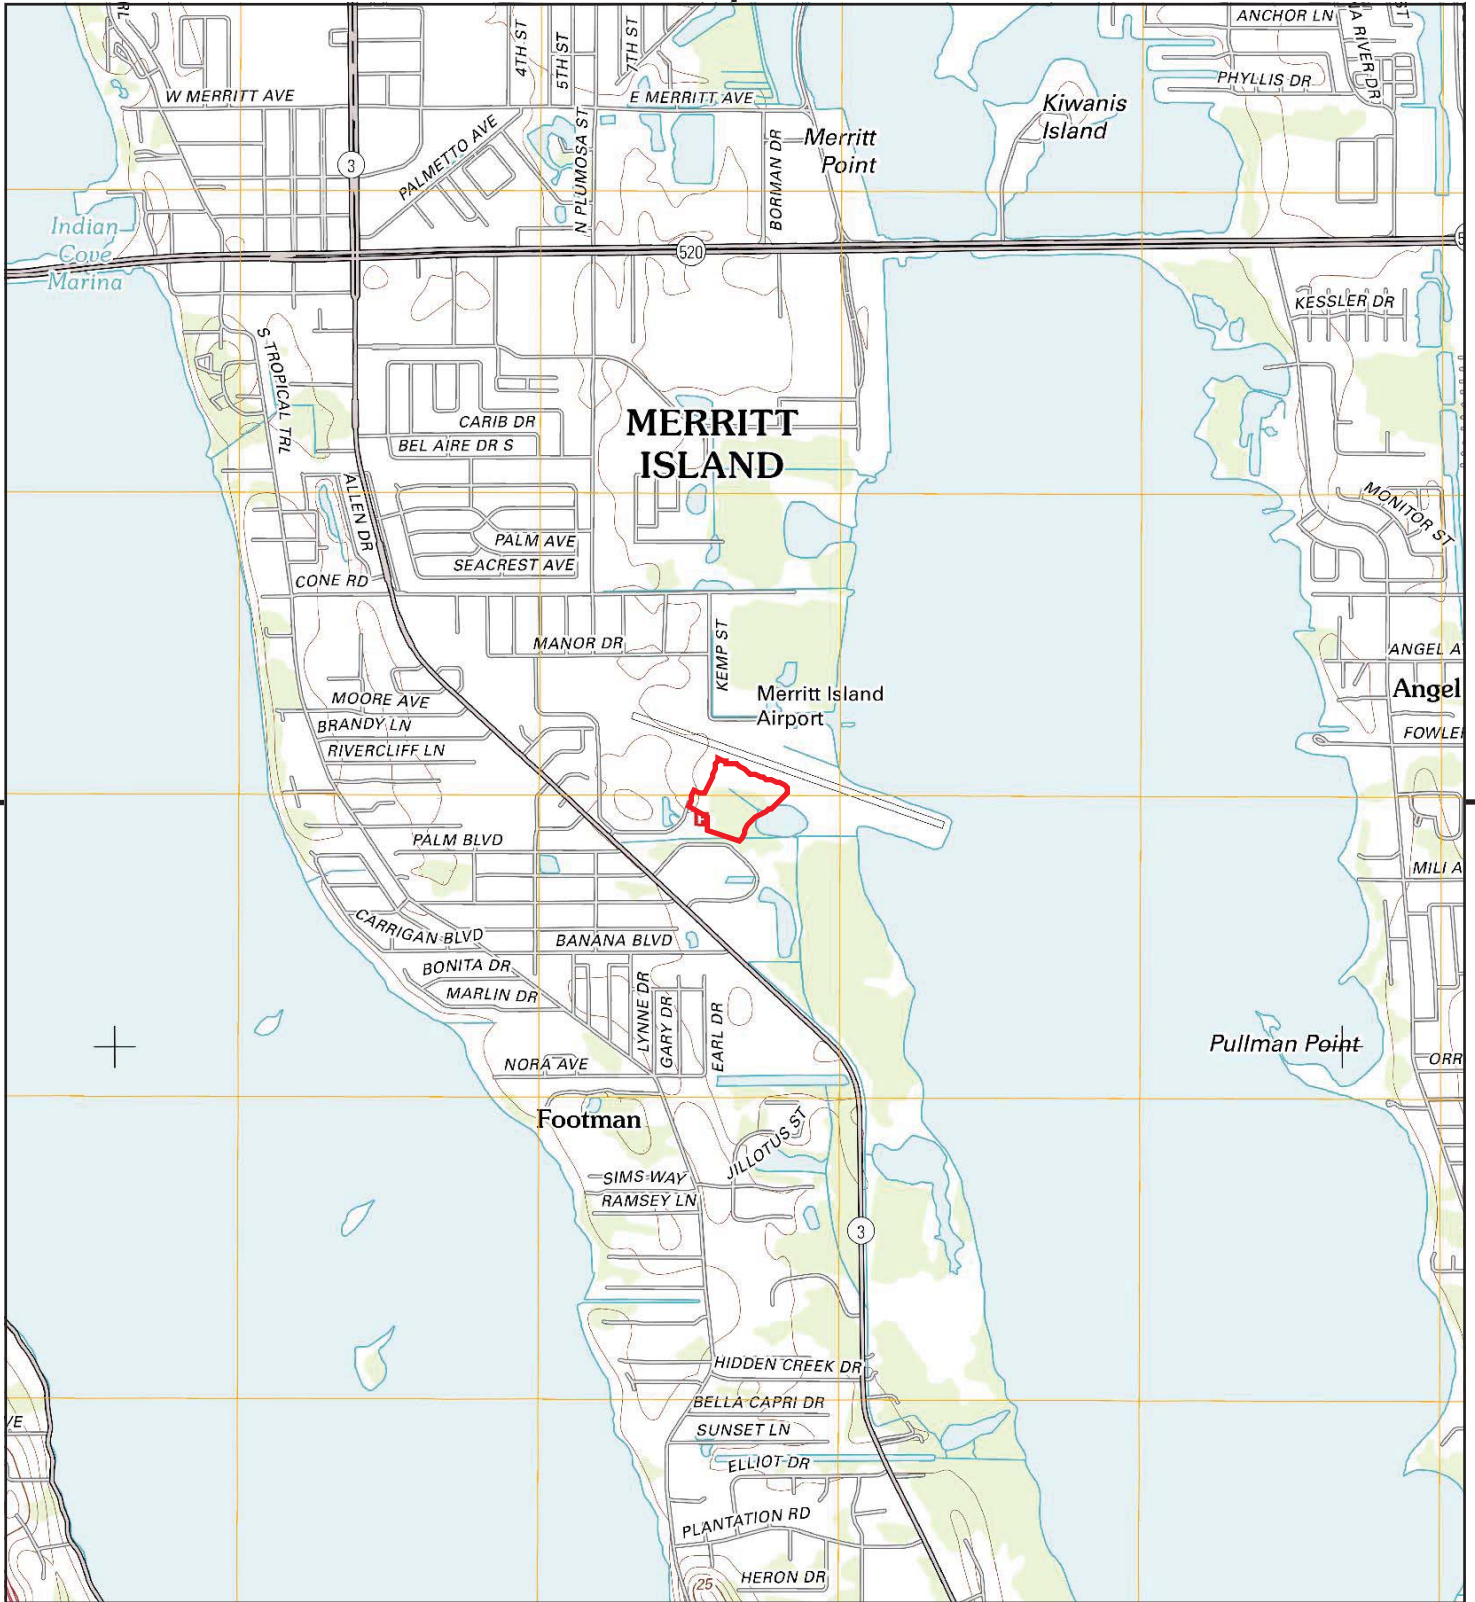 4TH ST
5TH ST
7TH ST
ANCHOR LN
PHYLLIS DR
W MERRITT AVE
E MERRITT AVE
Kiwanis
Island
PALMETTO AVE
N PLUMOSA ST
BORMAN DR
Merritt
Point
3
Indian
Cove
Marina
520
KESSLER DR
S TROPICAL TRL
CARIB DR
BEL AIRE DR S
MERRITT
ISLAND
ALLEN DR
MONITOR ST
PALM AVE
SEACREST AVE
CONE RD
MANOR DR
KEMP ST
ANGEL A
Merritt Island
Airport
Angel
MOORE AVE
BRANDY LN
FOWLE
RIVERCLIFF LN
PALM BLVD
MILI A
CARRIGAN BLVD
BANANA BLVD
BONITA DR
MARLIN DR
LYNNE DR
GARY DR
EARL DR
Pullman Point
NORA AVE
ORR
Footman
JILLOTUS ST
SIMS WAY
RAMSEY LN
3
HIDDEN CREEK DR
BELLA CAPRI DR
VE
SUNSET LN
ELLIOT DR
PLANTATION RD
25
HERON DR